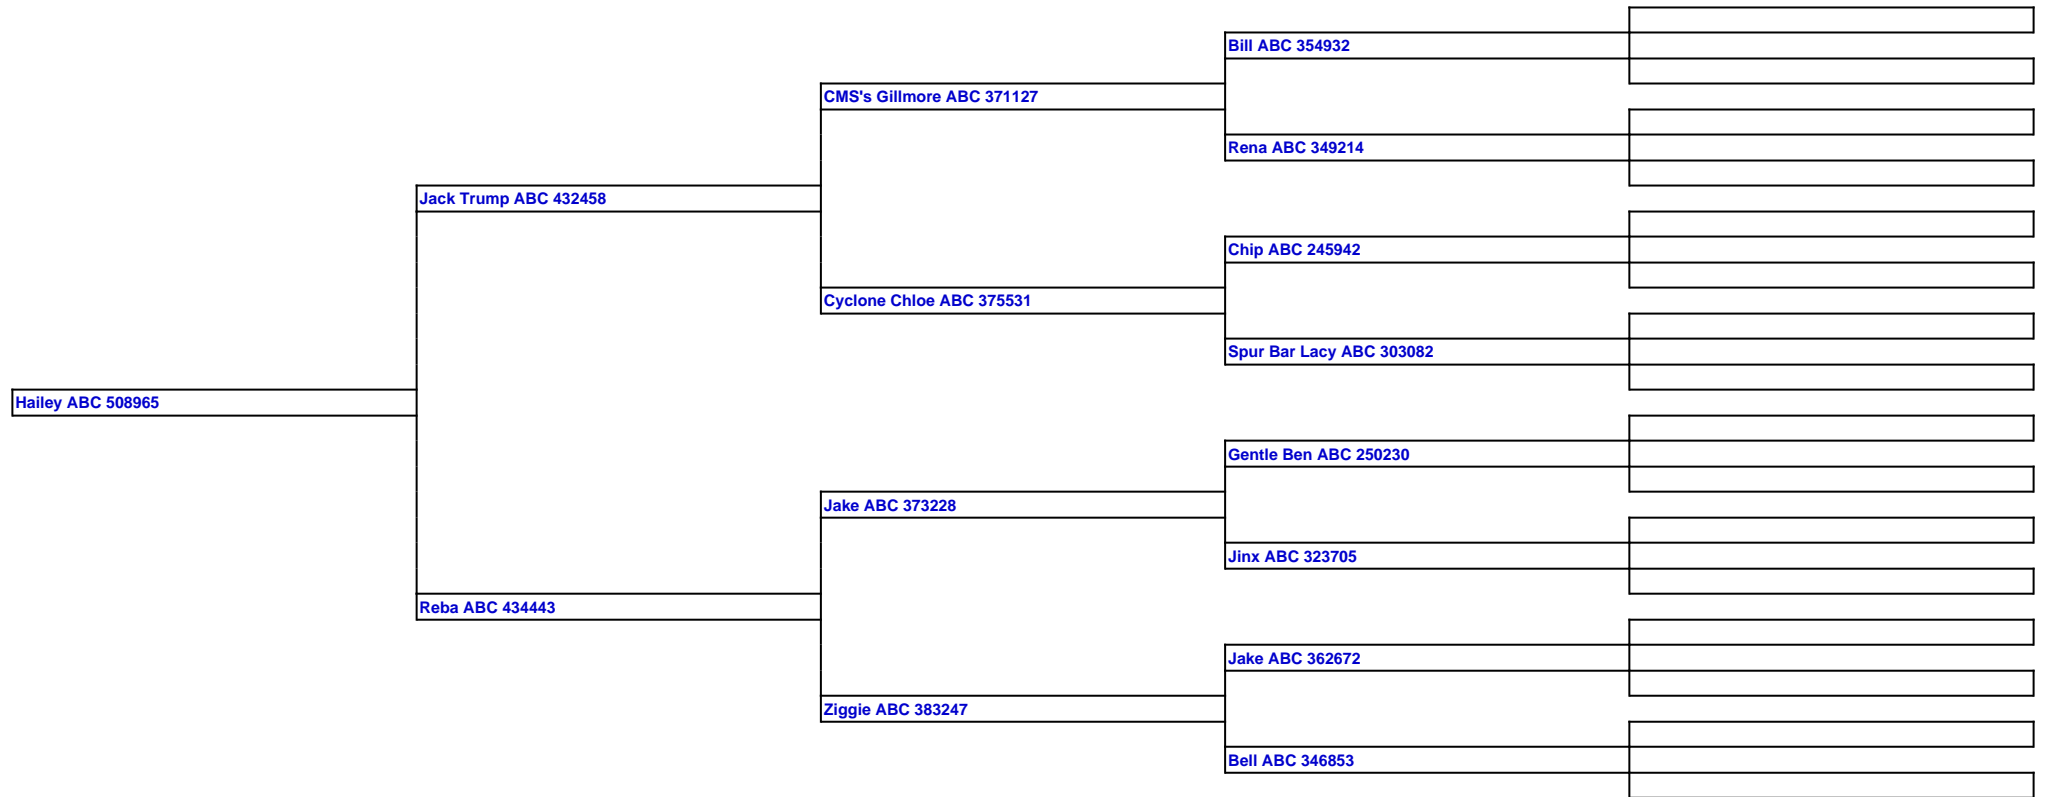 Bill ABC 354932
CMS's Gillmore ABC 371127
Rena ABC 349214
Jack Trump ABC 432458
Chip ABC 245942
Cyclone Chloe ABC 375531
Spur Bar Lacy ABC 303082
Hailey ABC 508965
Gentle Ben ABC 250230
Jake ABC 373228
Jinx ABC 323705
Reba ABC 434443
Jake ABC 362672
Ziggie ABC 383247
Bell ABC 346853